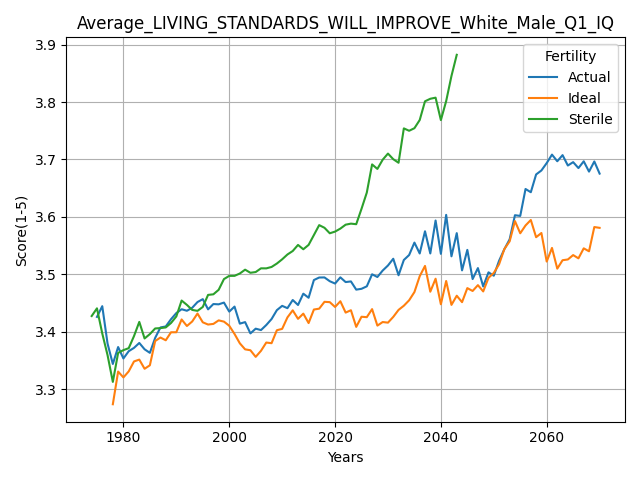 Average_LIVING_STANDARDS_WILL_IMPROVE_White_Male_Q1_IQ
Fertility
Actual
Ideal
Sterile
Score(1-5)
3.9
3.8
3.7
3.6
3.5
3.4
3.3
1980
2000
2020
2040
2060
Years